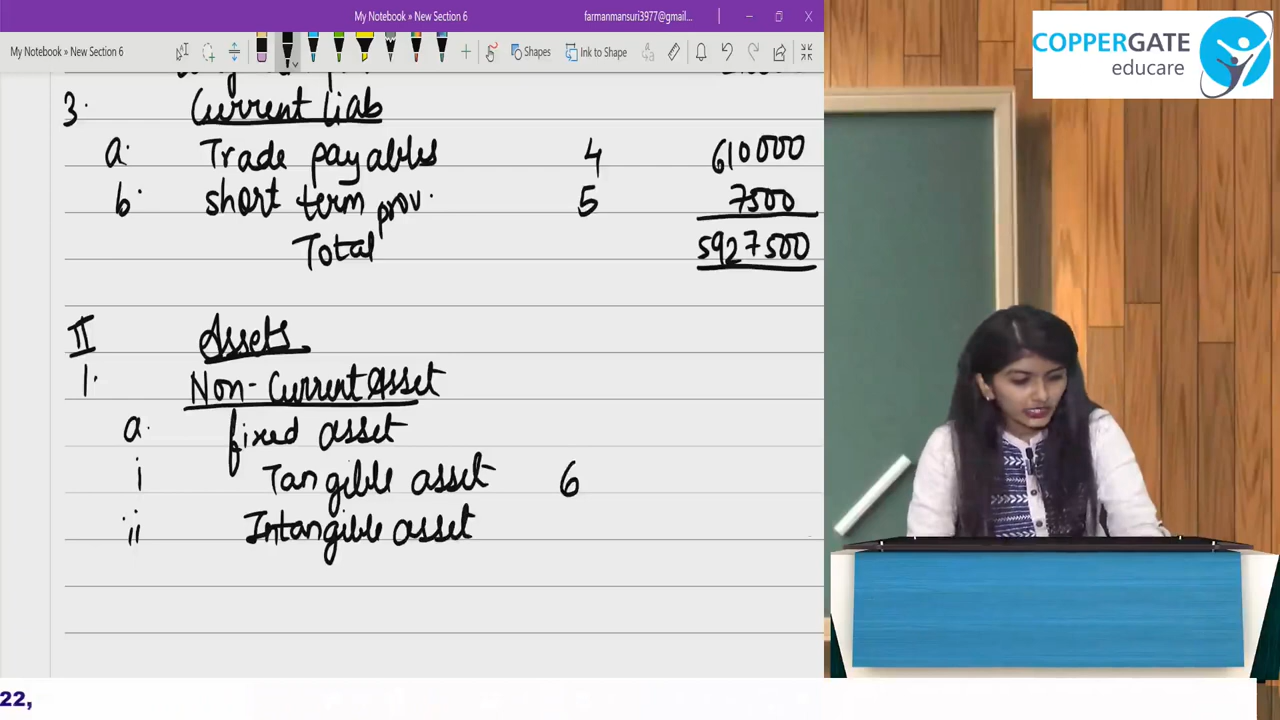 My Notebook » New Section 6
farmanmansuri3977@gmail...
My Notebook » New Section 6
Shapes
Ink to Shape
COPPERGATE
educare
3. Current Liab
a. Trade payables 4 610000
b. short term prov. 5 7500
Total 5927500
II Assets
1. Non-Current Asset
a. fixed asset
i Tangible asset 6
ii Intangible asset
22,